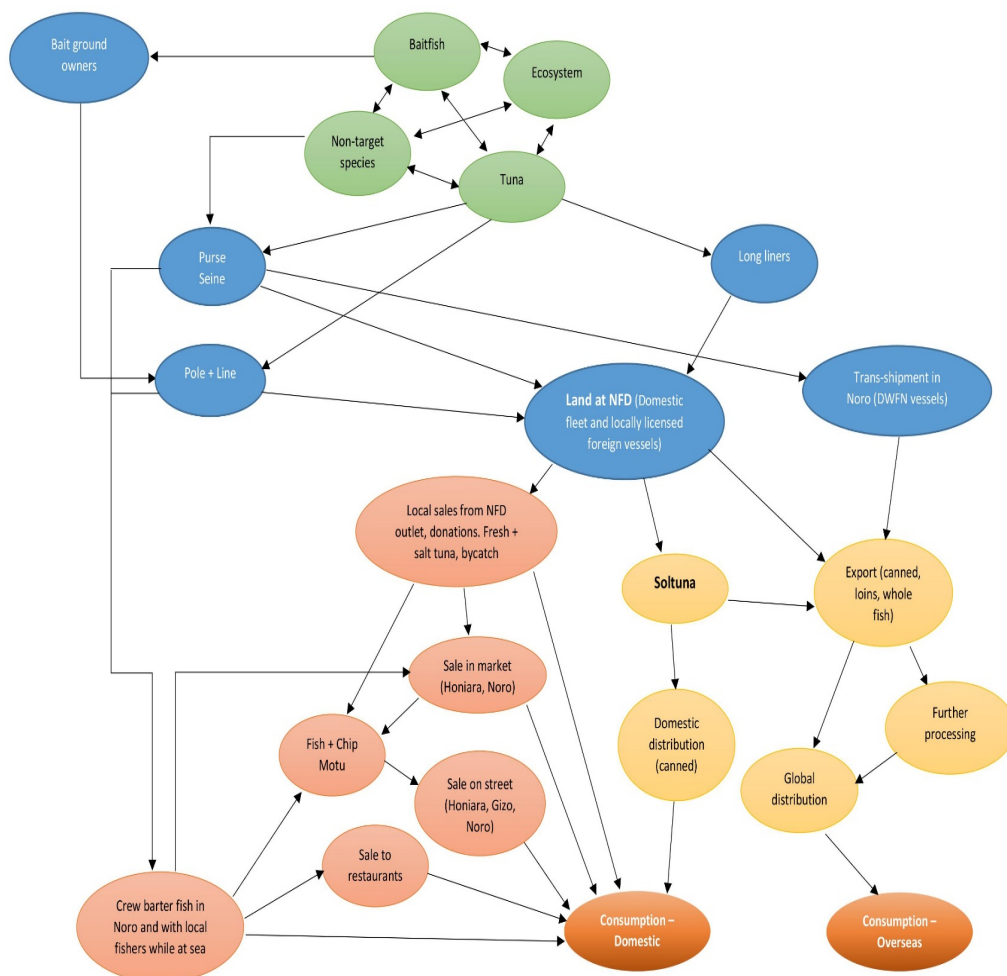 Bait ground
owners
Baitfish
Ecosystem
Non-target
species
Tuna
Purse
Seine
Long liners
Pole + Line
Land at NFD (Domestic
fleet and locally licensed
foreign vessels)
Trans-shipment in
Noro (DWFN vessels)
Local sales from NFD
outlet, donations. Fresh +
salt tuna, bycatch
Soltuna
Export (canned,
loins, whole
fish)
Sale in market
(Honiara, Noro)
Fish + Chip
Motu
Domestic
distribution
(canned)
Further
processing
Global
distribution
Sale on street
(Honiara, Gizo,
Noro)
Sale to
restaurants
Crew barter fish in
Noro and with local
fishers while at sea
Consumption –
Domestic
Consumption –
Overseas